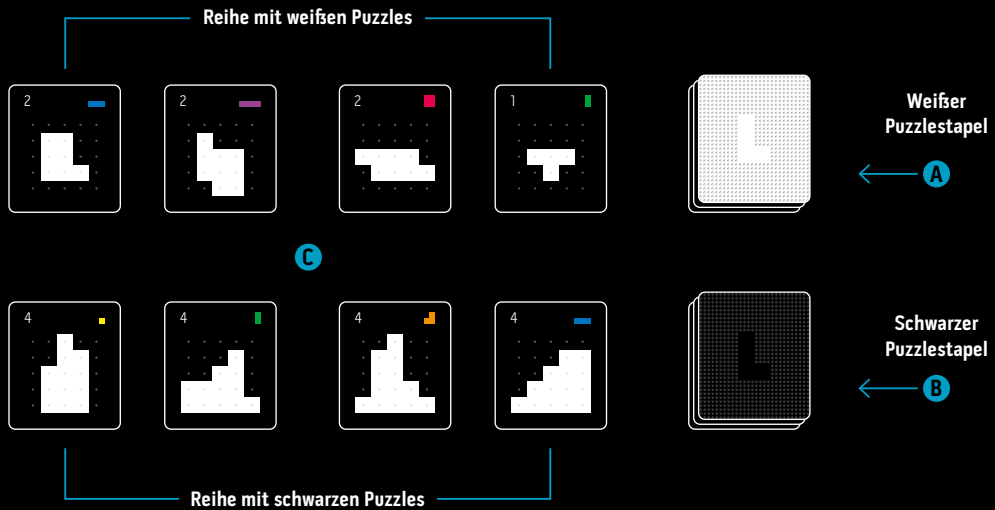 Reihe mit weißen Puzzles
2
2
2
1
Weißer
Puzzlestapel
A
C
4
4
4
4
Schwarzer
Puzzlestapel
B
Reihe mit schwarzen Puzzles